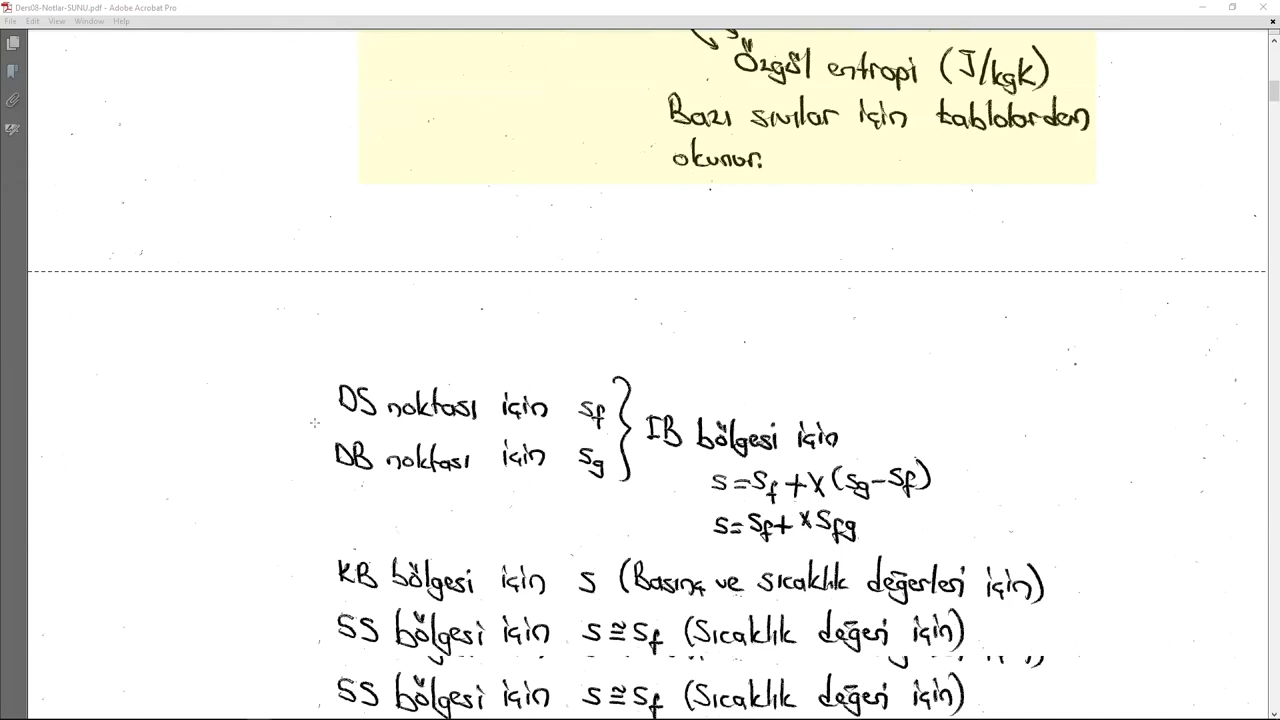 Ders08-Notlar-SUNU.pdf - Adobe Acrobat Pro
File Edit View Window Help
Özgül entropi (J/kgK)
Bazı sıvılar için tablolardan
okunur.
DS noktası için sf
DB noktası için sg
IB bölgesi için
s=sf+x(sg-sf)
s=sf+xsfg
KB bölgesi için s (Basınç ve sıcaklık değerleri için)
SS bölgesi için s≅sf (Sıcaklık değeri için)
SS bölgesi için s≅sf (Sıcaklık değeri için)